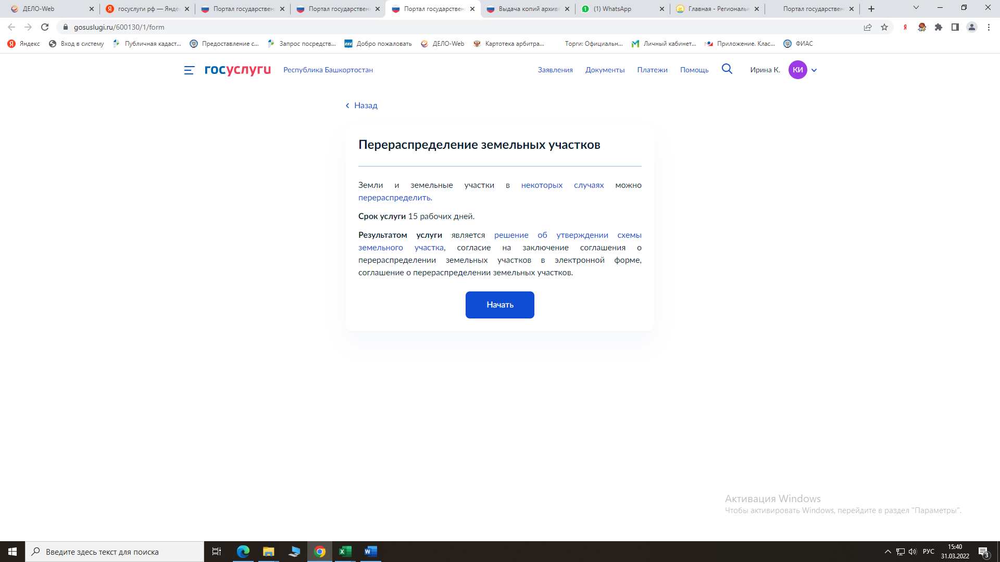 ДЕЛО-Web
госуслуги рф — Янде
Портал государствен
Портал государствен
Портал государствен
Выдача копий архив
(1) WhatsApp
Главная - Региональ
Портал государствен
gosuslugi.ru/600130/1/form
Яндекс
Вход в систему
Публичная кадаст...
Предоставление с...
Запрос посредств...
Добро пожаловать
ДЕЛО-Web
Картотека арбитра...
Торги: Официальн...
Личный кабинет...
Приложение. Клас...
ФИАС
госуслуги
Республика Башкортостан
Заявления
Документы
Платежи
Помощь
Ирина К.
КИ
Назад
Перераспределение земельных участков
Земли и земельные участки в некоторых случаях можно
перераспределить.
Срок услуги 15 рабочих дней.
Результатом услуги является решение об утверждении схемы
земельного участка, согласие на заключение соглашения о
перераспределении земельных участков в электронной форме,
соглашение о перераспределении земельных участков.
Начать
Активация Windows
Чтобы активировать Windows, перейдите в раздел "Параметры".
Введите здесь текст для поиска
РУС
15:40
31.03.2022
3